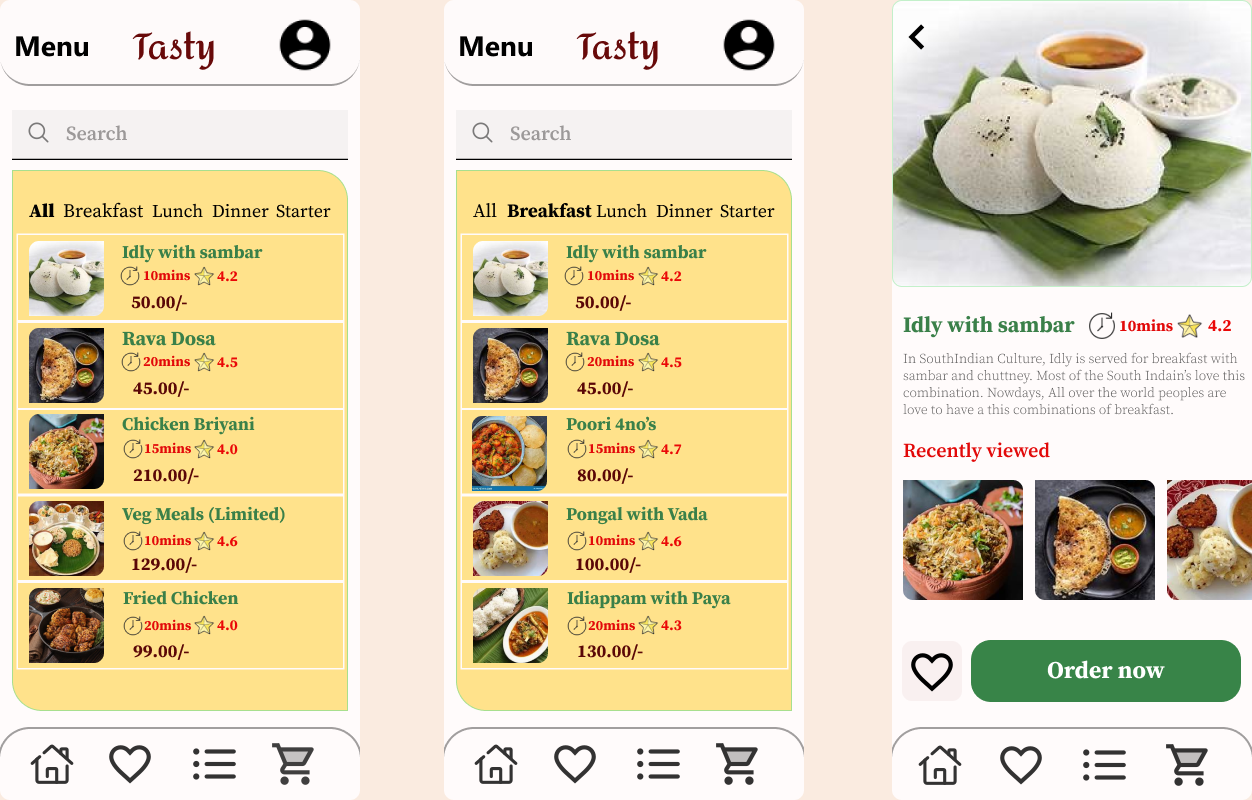 Menu Tasty
Search
All Breakfast Lunch Dinner Starter
Idly with sambar
10mins 4.2
50.00/-
Rava Dosa
20mins 4.5
45.00/-
Chicken Briyani
15mins 4.0
210.00/-
Veg Meals (Limited)
10mins 4.6
129.00/-
Fried Chicken
20mins 4.0
99.00/-
Menu Tasty
Search
All Breakfast Lunch Dinner Starter
Idly with sambar
10mins 4.2
50.00/-
Rava Dosa
20mins 4.5
45.00/-
Poori 4no’s
15mins 4.7
80.00/-
Pongal with Vada
10mins 4.6
100.00/-
Idiappam with Paya
20mins 4.3
130.00/-
Idly with sambar 10mins 4.2
In SouthIndian Culture, Idly is served for breakfast with
sambar and chuttney. Most of the South Indain’s love this
combination. Nowdays, All over the world peoples are
love to have a this combinations of breakfast.
Recently viewed
Order now